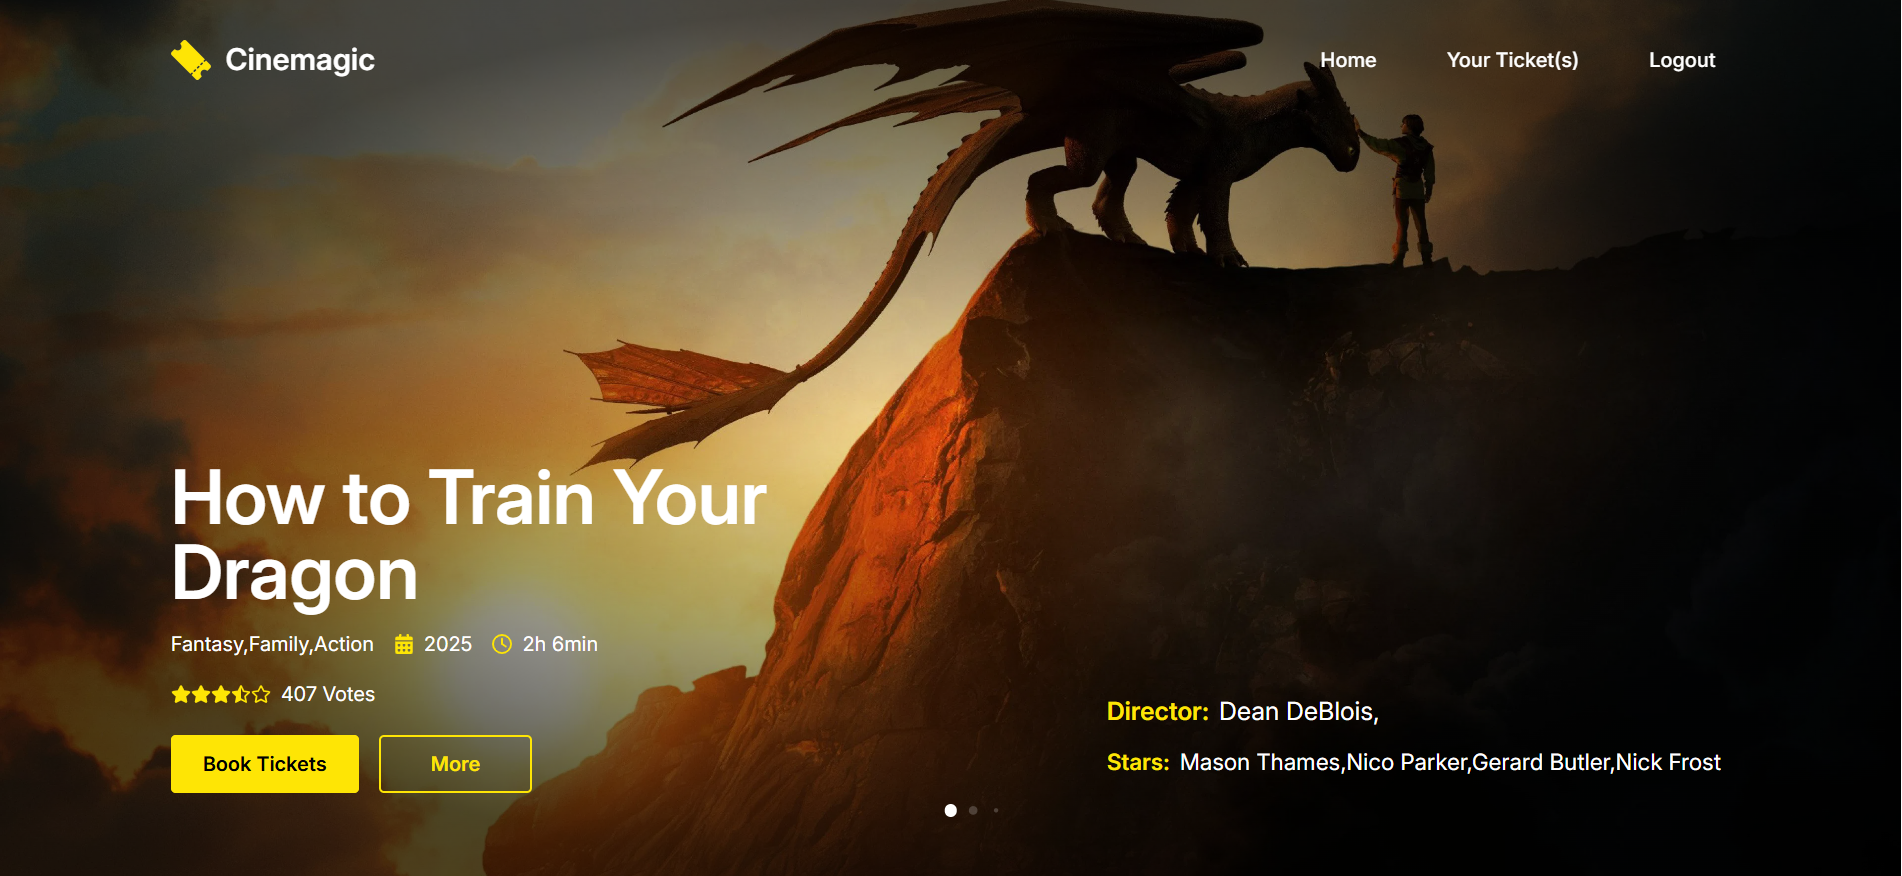 Cinemagic
Home
Your Ticket(s)
Logout
How to Train Your
Dragon
Fantasy,Family,Action 2025 2h 6min
407 Votes
Book Tickets
More
Director: Dean DeBlois,
Stars: Mason Thames,Nico Parker,Gerard Butler,Nick Frost